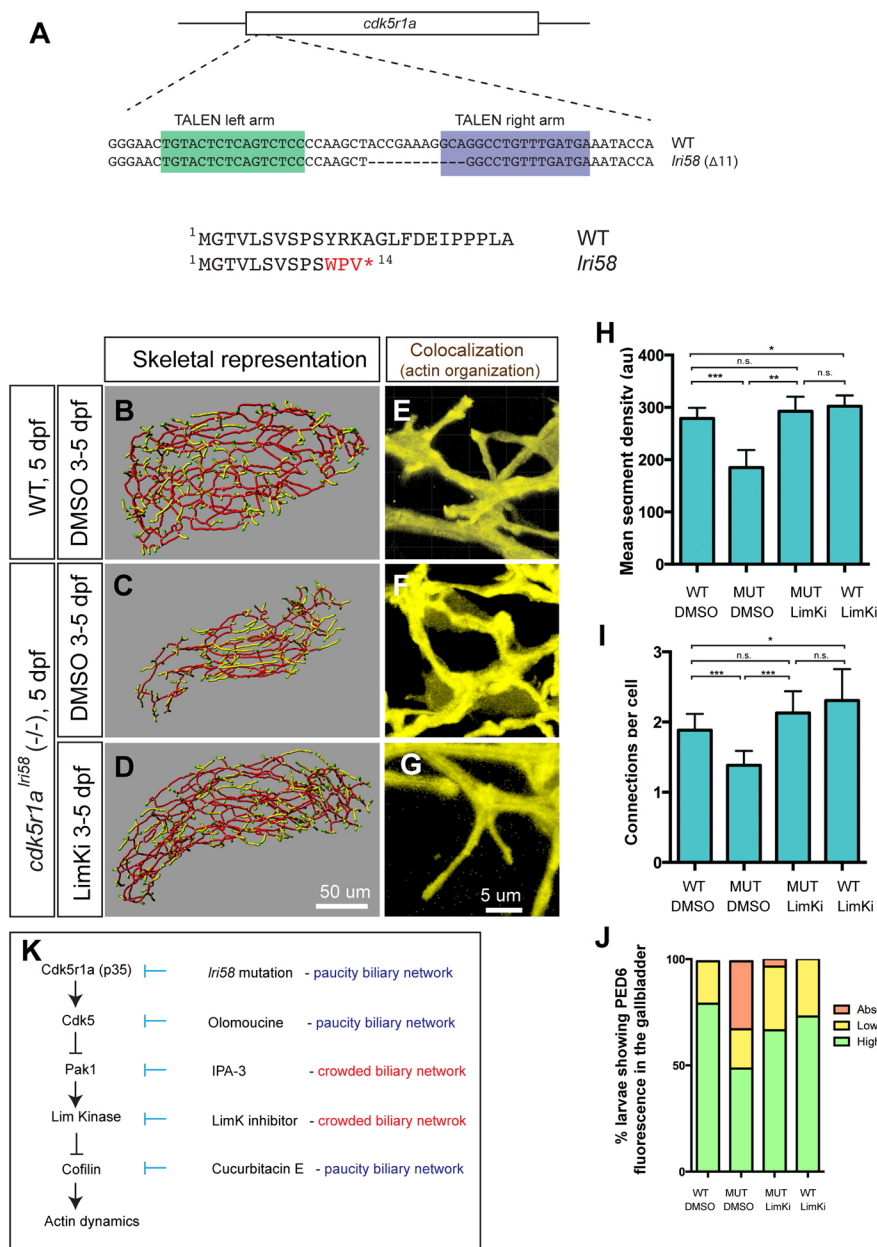 A
cdk5r1a
TALEN left arm TALEN right arm
GGGAACTGTACTCTCAGTCTCCCCAAGCTACCGAAAGGCAGGCCTGTTTGATGAAATACCA WT
GGGAACTGTACTCTCAGTCTCCCCAAGCT-----------GGCCTGTTTGATGAAATACCA lri58 (Δ11)
1MGTVLSVSPSYRKAGLFDEIPPPLA WT
1MGTVLSVSPSWPV*14 lri58
Skeletal representation
Colocalization
(actin organization)
WT, 5 dpf
DMSO 3-5 dpf
B
E
cdk5r1a lri58 (-/-), 5 dpf
DMSO 3-5 dpf
C
F
LimKi 3-5 dpf
D
G
50 um
5 um
H
Mean segment density (au)
400
300
200
100
0
*
n.s.
*** ** n.s.
WT MUT MUT WT
DMSO DMSO LimKi LimKi
I
Connections per cell
3
2
1
0
*
n.s. n.s.
*** ***
WT MUT MUT WT
DMSO DMSO LimKi LimKi
J
% larvae showing PED6
fluorescence in the gallbladder
100
50
0
Abse
Low
High
WT MUT MUT WT
DMSO DMSO LimKi LimKi
K
Cdk5r1a (p35) lri58 mutation - paucity biliary network
Cdk5 Olomoucine - paucity biliary network
Pak1 IPA-3 - crowded biliary network
Lim Kinase LimK inhibitor - crowded biliary netwrok
Cofilin Cucurbitacin E - paucity biliary network
Actin dynamics